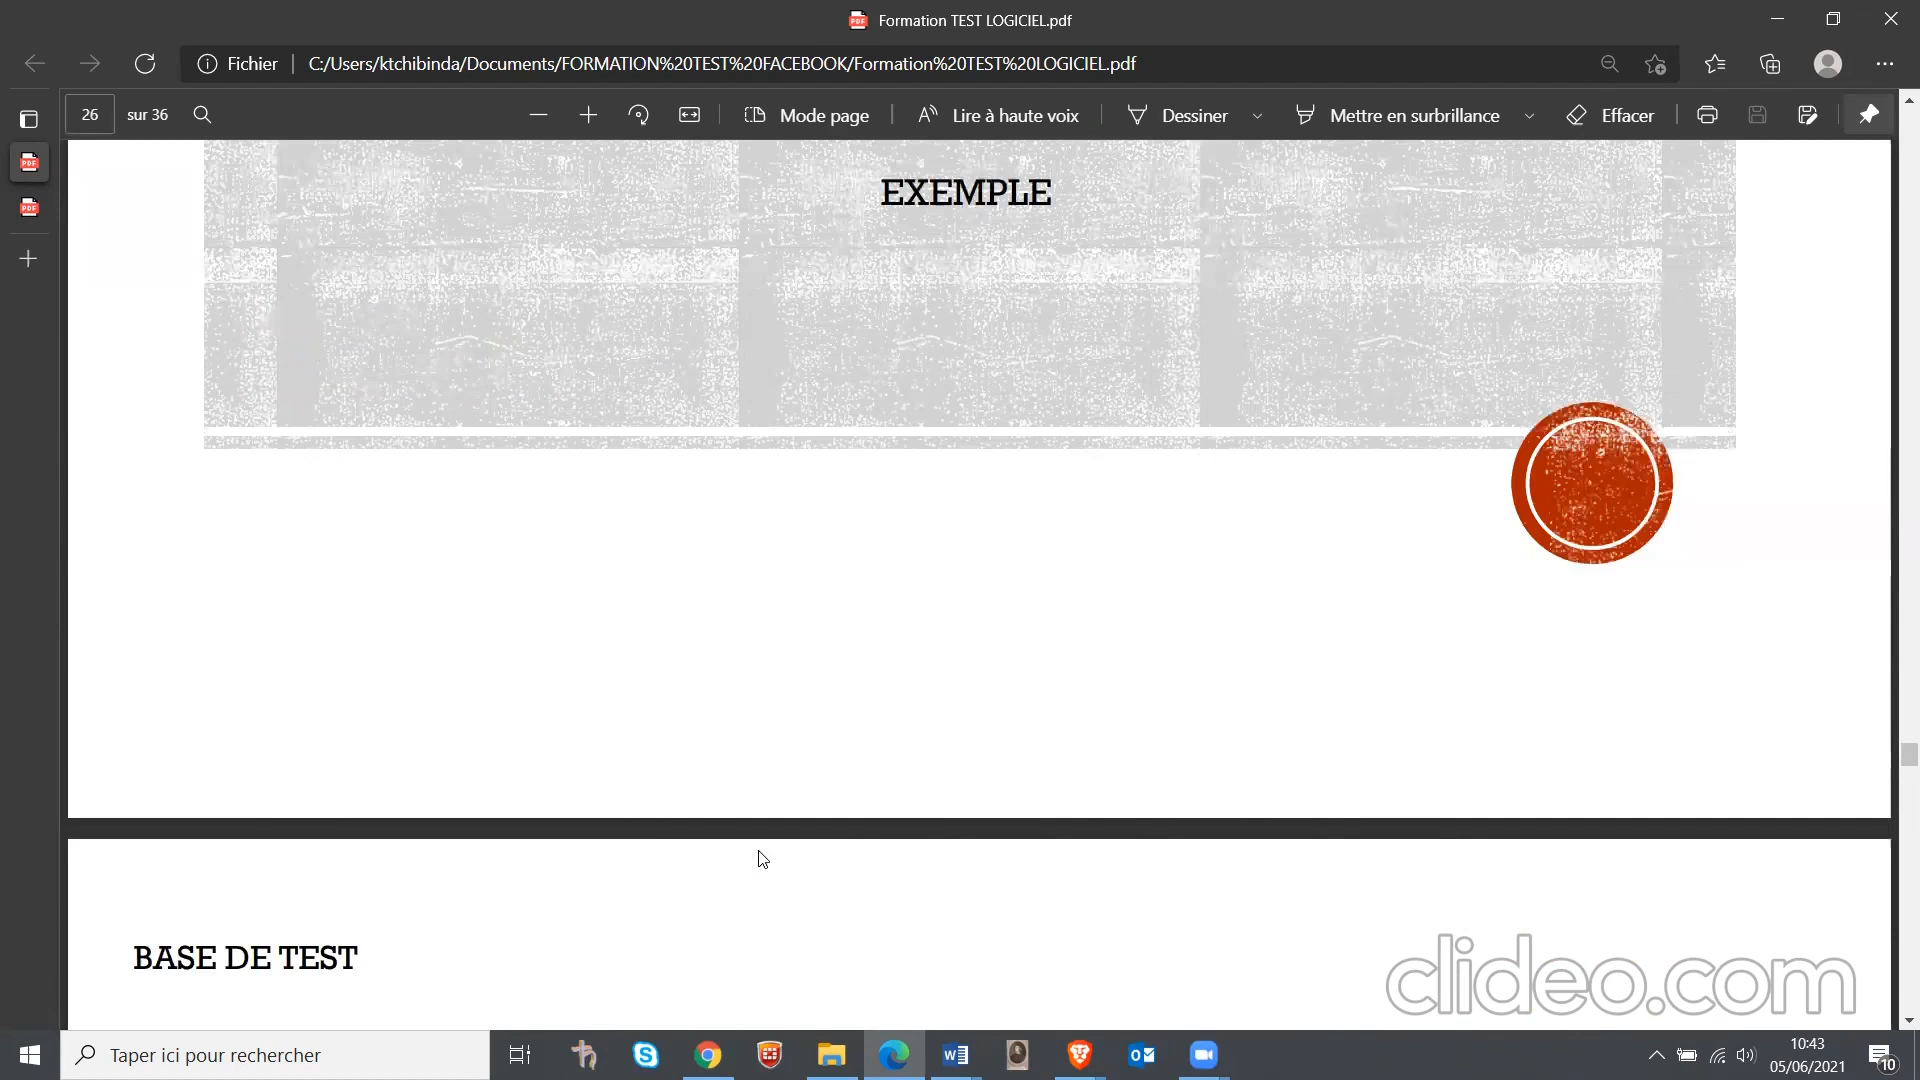 Formation TEST LOGICIEL.pdf
Fichier C:/Users/ktchibinda/Documents/FORMATION%20TEST%20FACEBOOK/Formation%20TEST%20LOGICIEL.pdf
26 sur 36 Mode page Lire à haute voix Dessiner Mettre en surbrillance Effacer
PDF
PDF
EXEMPLE
BASE DE TEST
clideo.com
Taper ici pour rechercher
10:43
05/06/2021
10